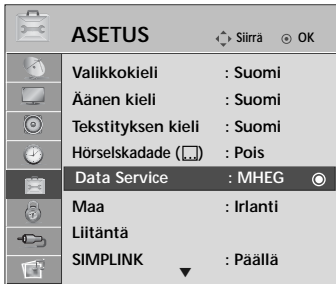 ASETUS Siirrä OK
Valikkokieli : Suomi
Äänen kieli : Suomi
Tekstityksen kieli : Suomi
Hörselskadade ( ) : Pois
Data Service : MHEG
Maa : Irlanti
Liitäntä
SIMPLINK : Päällä